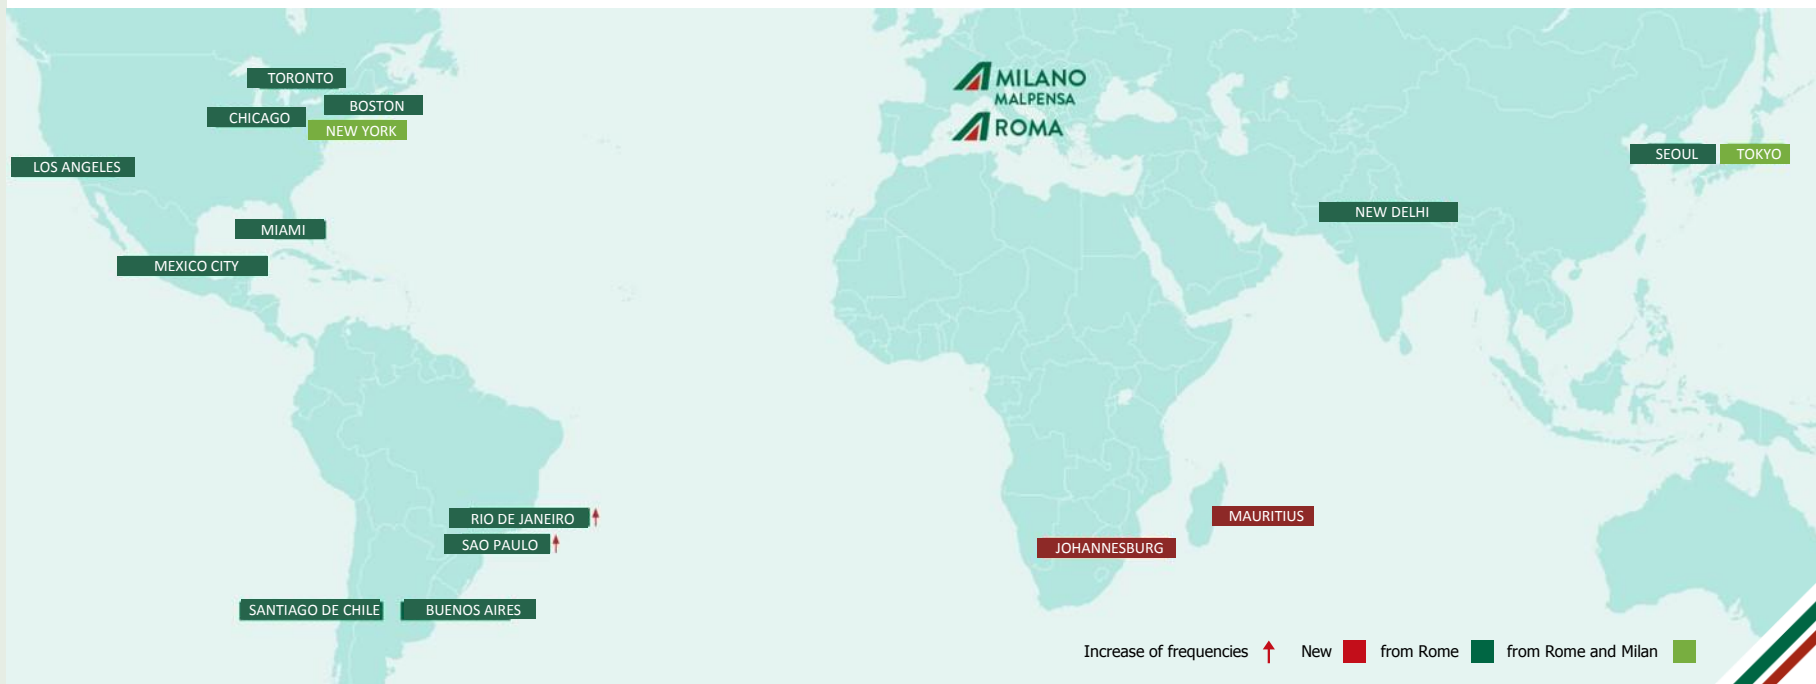 TORONTO
BOSTON
CHICAGO
NEW YORK
LOS ANGELES
MIAMI
MEXICO CITY
MILANO
MALPENSA
ROMA
SEOUL
TOKYO
NEW DELHI
RIO DE JANEIRO
SAO PAULO
MAURITIUS
JOHANNESBURG
SANTIAGO DE CHILE
BUENOS AIRES
Increase of frequencies New from Rome from Rome and Milan